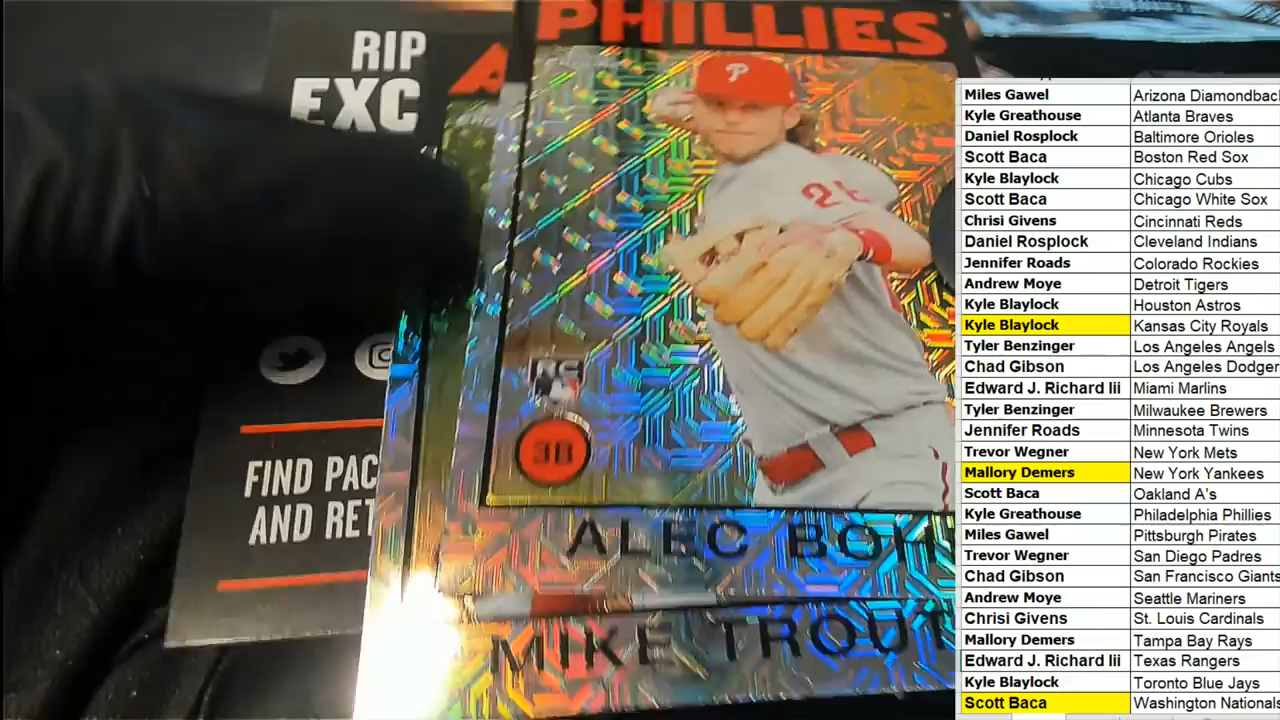 RIP
EXC
A
PHILLIES
P
RC
3B
FIND PAC
AND RET
ALEC BOH
MIKE TROUT
Miles Gawel Arizona Diamondbac
Kyle Greathouse Atlanta Braves
Daniel Rosplock Baltimore Orioles
Scott Baca Boston Red Sox
Kyle Blaylock Chicago Cubs
Scott Baca Chicago White Sox
Chrisi Givens Cincinnati Reds
Daniel Rosplock Cleveland Indians
Jennifer Roads Colorado Rockies
Andrew Moye Detroit Tigers
Kyle Blaylock Houston Astros
Kyle Blaylock Kansas City Royals
Tyler Benzinger Los Angeles Angels
Chad Gibson Los Angeles Dodger
Edward J. Richard Iii Miami Marlins
Tyler Benzinger Milwaukee Brewers
Jennifer Roads Minnesota Twins
Trevor Wegner New York Mets
Mallory Demers New York Yankees
Scott Baca Oakland A's
Kyle Greathouse Philadelphia Phillies
Miles Gawel Pittsburgh Pirates
Trevor Wegner San Diego Padres
Chad Gibson San Francisco Giants
Andrew Moye Seattle Mariners
Chrisi Givens St. Louis Cardinals
Mallory Demers Tampa Bay Rays
Edward J. Richard Iii Texas Rangers
Kyle Blaylock Toronto Blue Jays
Scott Baca Washington Nationals